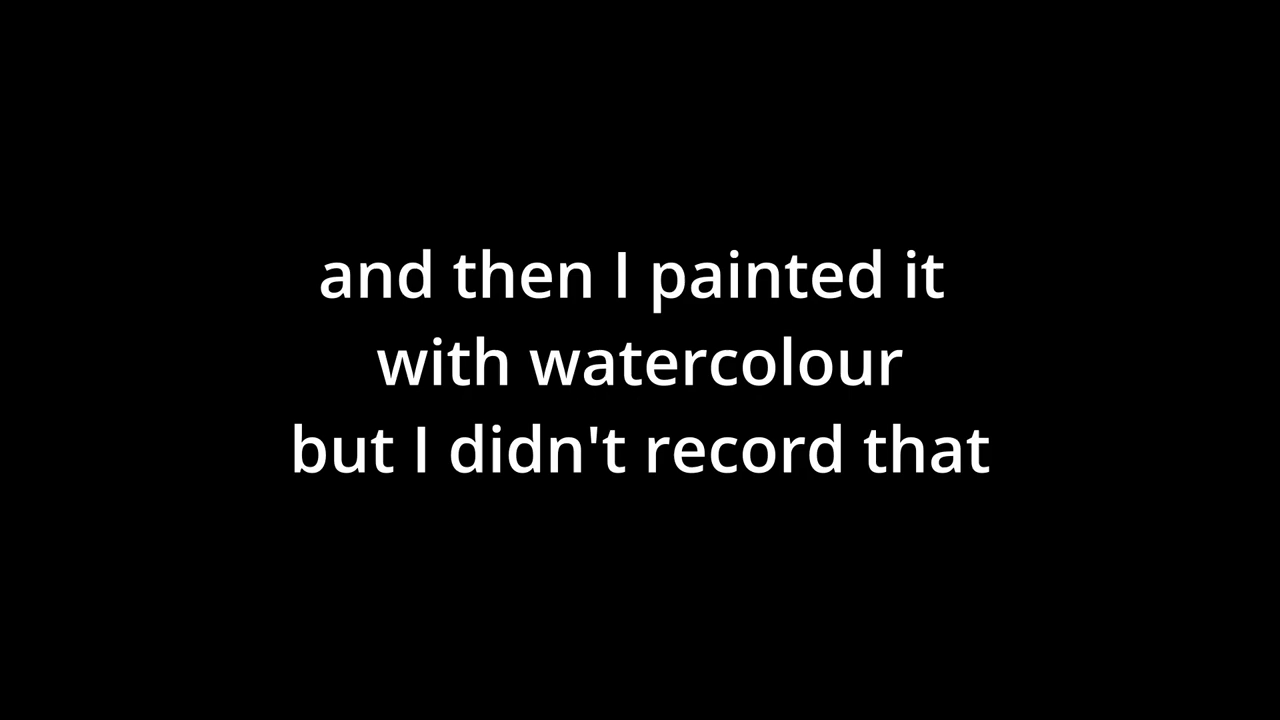 and then I painted it
with watercolour
but I didn't record that